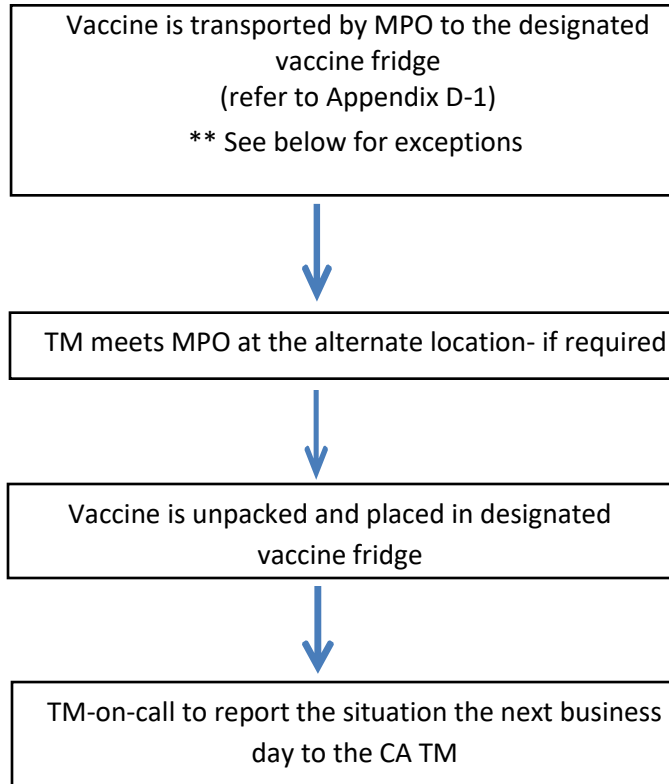 Vaccine is transported by MPO to the designated
vaccine fridge
(refer to Appendix D-1)
** See below for exceptions
TM meets MPO at the alternate location- if required
Vaccine is unpacked and placed in designated
vaccine fridge
TM-on-call to report the situation the next business
day to the CA TM